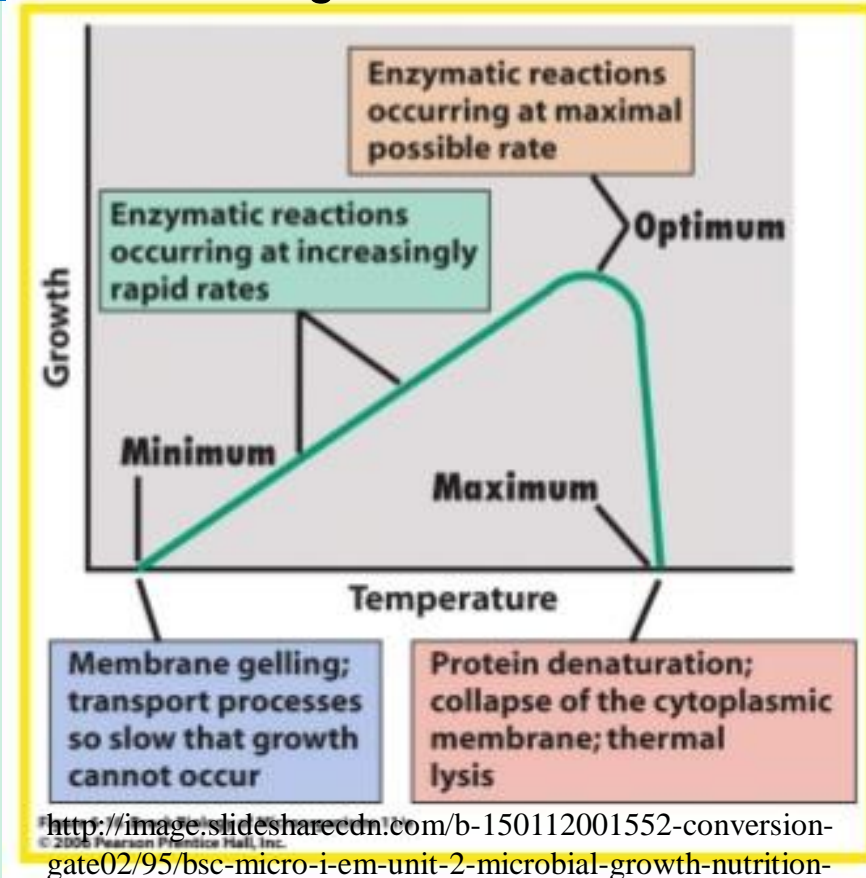 Enzymatic reactions
occurring at maximal
possible rate
Enzymatic reactions
occurring at increasingly
rapid rates
Optimum
Growth
Minimum
Maximum
Temperature
Membrane gelling;
transport processes
so slow that growth
cannot occur
Protein denaturation;
collapse of the cytoplasmic
membrane; thermal
lysis
http://image.slidesharecdn.com/b-150112001552-conversion-
© 2006 Pearson Prentice Hall, Inc.
gate02/95/bsc-micro-i-em-unit-2-microbial-growth-nutrition-